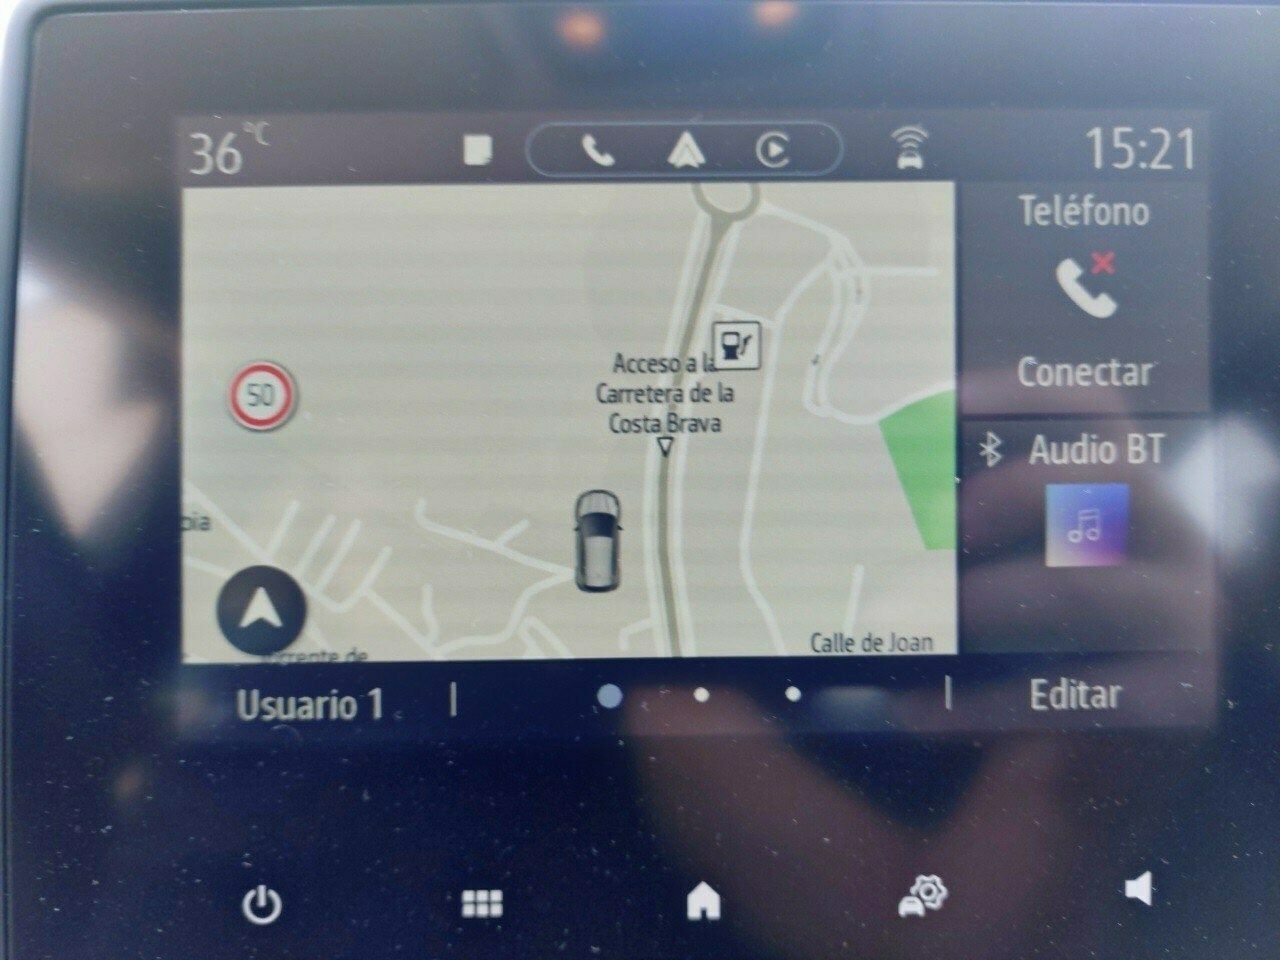 36 °C
15:21
Teléfono
Conectar
Audio BT
50
Acceso a la
Carretera de la
Costa Brava
Calle de Joan
Usuario 1
Editar